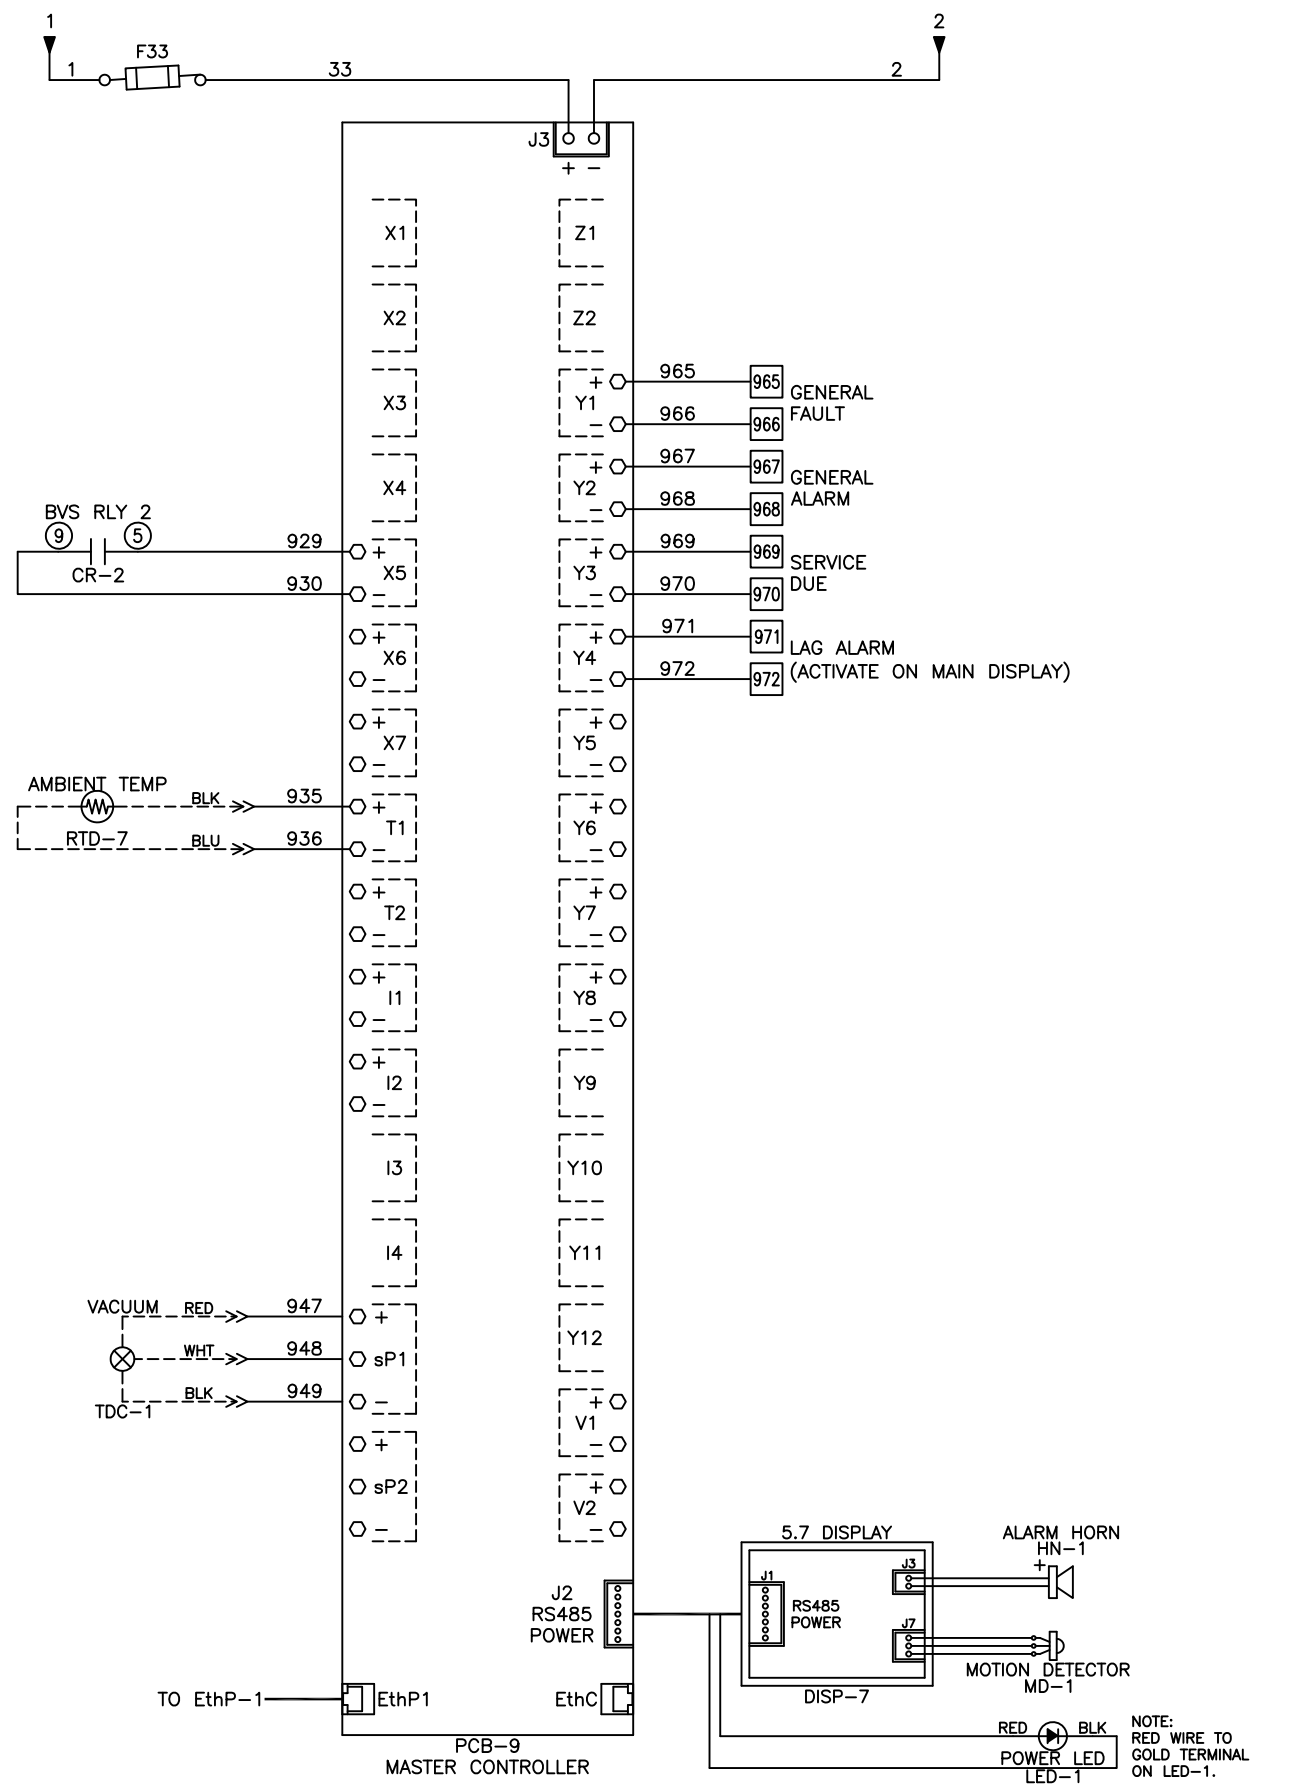 1
2
F33
1
33
2
J3
+ −
X1
Z1
X2
Z2
X3
+
Y1
−
965
965
966
966
GENERAL
FAULT
X4
+
Y2
−
967
967
968
968
GENERAL
ALARM
BVS RLY 2
9
5
CR−2
929
930
+
X5
−
+
Y3
−
969
969
970
970
SERVICE
DUE
+
X6
−
+
Y4
−
971
971
972
972
LAG ALARM
(ACTIVATE ON MAIN DISPLAY)
+
X7
−
+
Y5
−
AMBIENT TEMP
RTD−7
BLK
935
BLU
936
+
T1
−
+
Y6
−
+
T2
−
+
Y7
−
+
I1
−
+
Y8
−
+
I2
−
Y9
I3
Y10
I4
Y11
VACUUM
RED
947
WHT
948
BLK
949
TDC−1
+
sP1
−
Y12
+
V1
−
+
sP2
−
+
V2
−
J2
RS485
POWER
5.7 DISPLAY
J1
RS485
POWER
J3
J7
DISP−7
ALARM HORN
HN−1
+
MOTION DETECTOR
MD−1
TO EthP−1
EthP1
EthC
PCB−9
MASTER CONTROLLER
RED
BLK
POWER LED
LED−1
NOTE:
RED WIRE TO
GOLD TERMINAL
ON LED−1.